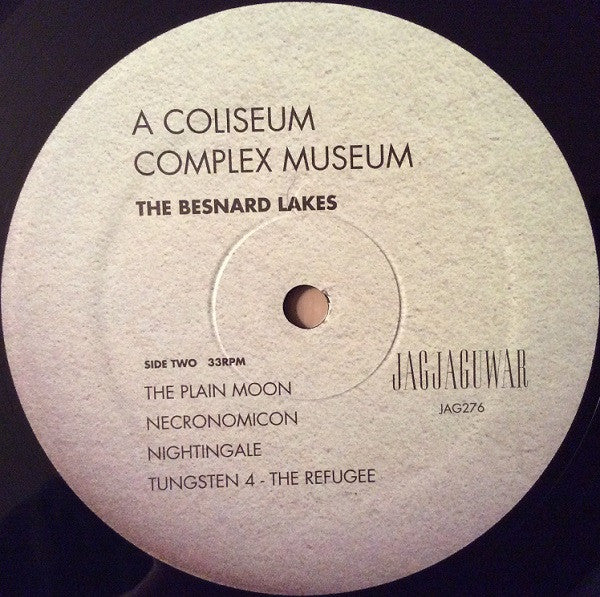 A COLISEUM
COMPLEX MUSEUM
THE BESNARD LAKES
SIDE TWO 33RPM
THE PLAIN MOON
NECRONOMICON
NIGHTINGALE
TUNGSTEN 4 - THE REFUGEE
JAGJAGUWAR
JAG276